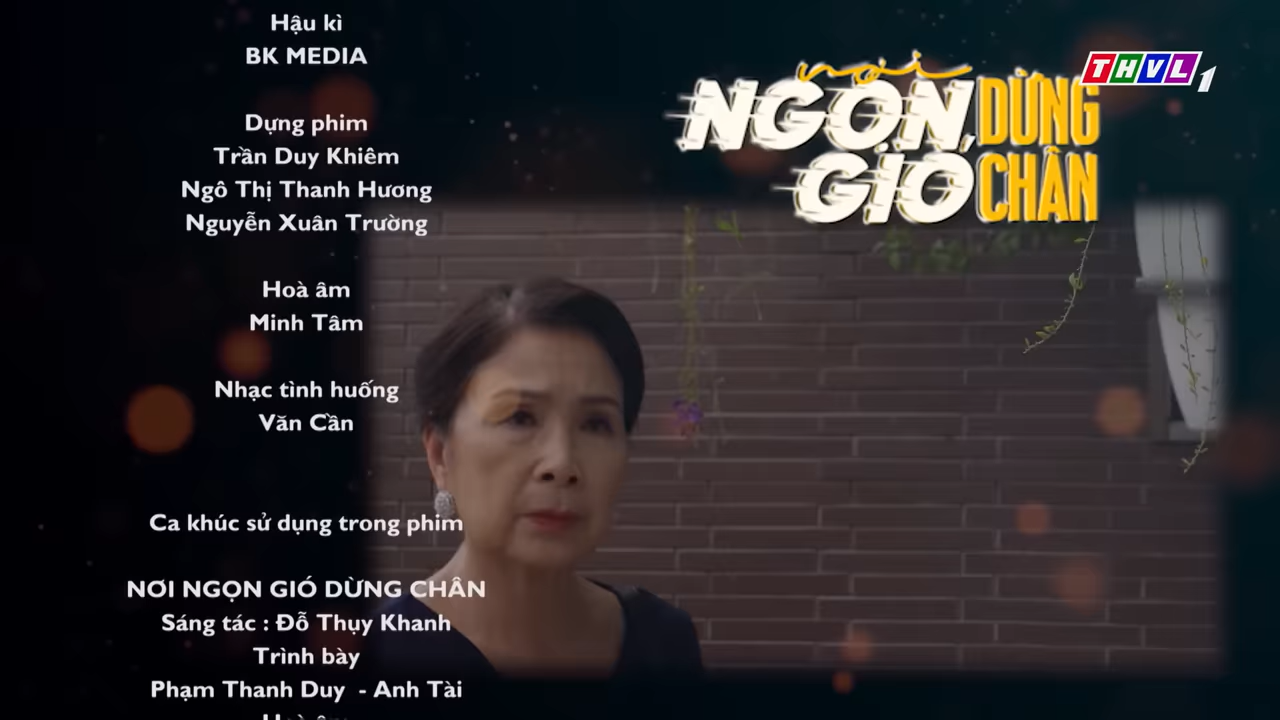 Hậu kì
BK MEDIA
Dựng phim
Trần Duy Khiêm
Ngô Thị Thanh Hương
Nguyễn Xuân Trường
Hoà âm
Minh Tâm
Nhạc tình huống
Văn Cần
Ca khúc sử dụng trong phim
NƠI NGỌN GIÓ DỪNG CHÂN
Sáng tác : Đỗ Thụy Khanh
Trình bày
Phạm Thanh Duy - Anh Tài
nơi
NGỌN DỪNG
GIÓ CHÂN
THVL1